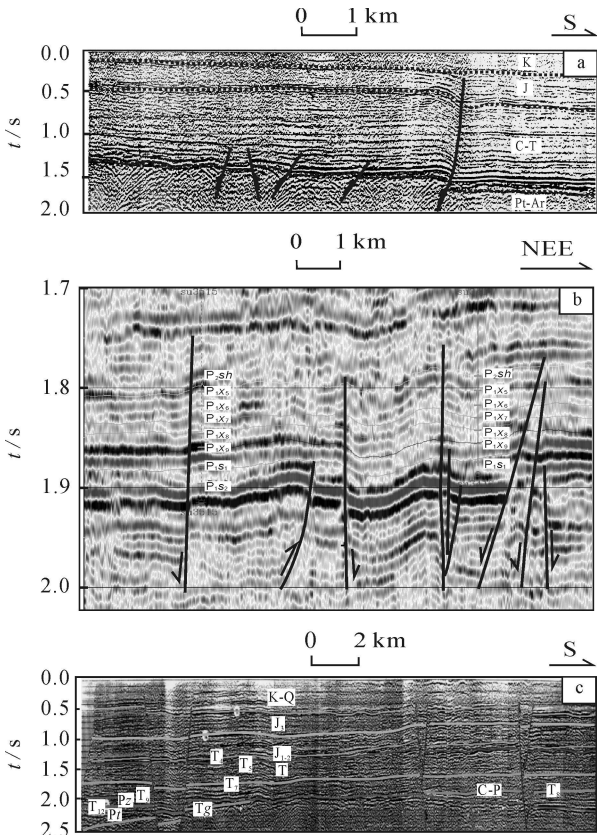 0 1 km
S
a
0.0
K
J
0.5
t / s
1.0
C-T
1.5
Pt-Ar
2.0
0 1 km
NEE
1.7
b
t / s
1.8
P₂sh P₂sh
P₁x₅ P₁x₅
P₁x₆ P₁x₆
P₁x₇ P₁x₇
P₁x₈ P₁x₈
P₁x₉ P₁x₉
P₁s₁ P₁s₁
P₁s₂
1.9
2.0
0 2 km
S
c
0.0
K-Q
0.5
J₃
t / s
1.0
J₁₋₂
T
1.5
T₇
C-P
Pz T₉
2.0
Pt Tg
2.5